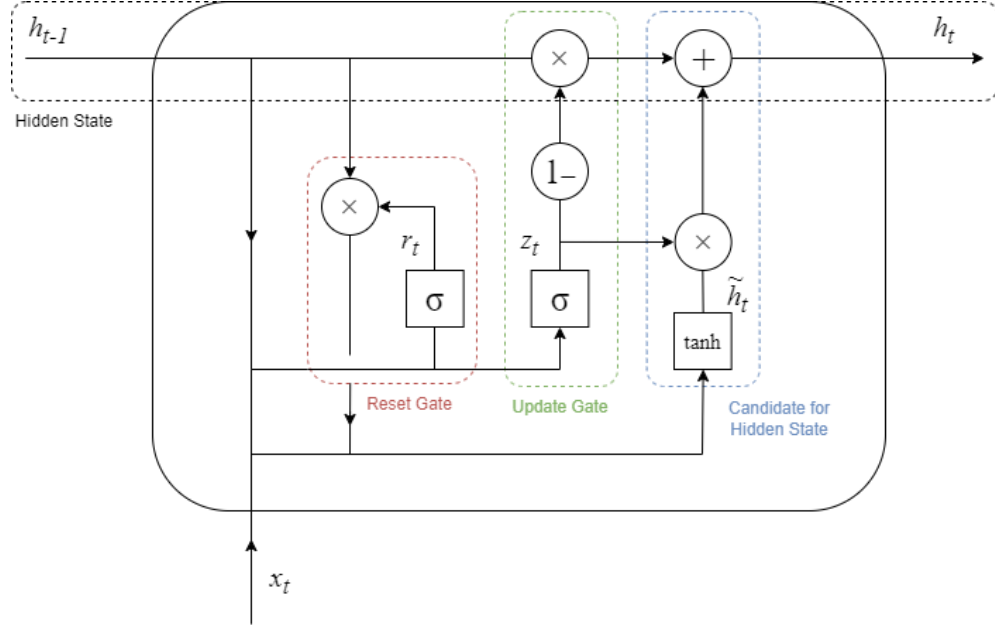 h_{t-1}
h_t
×
+
Hidden State
1-
×
r_t
z_t
×
σ
σ
h̃_t
tanh
Reset Gate
Update Gate
Candidate for
Hidden State
x_t